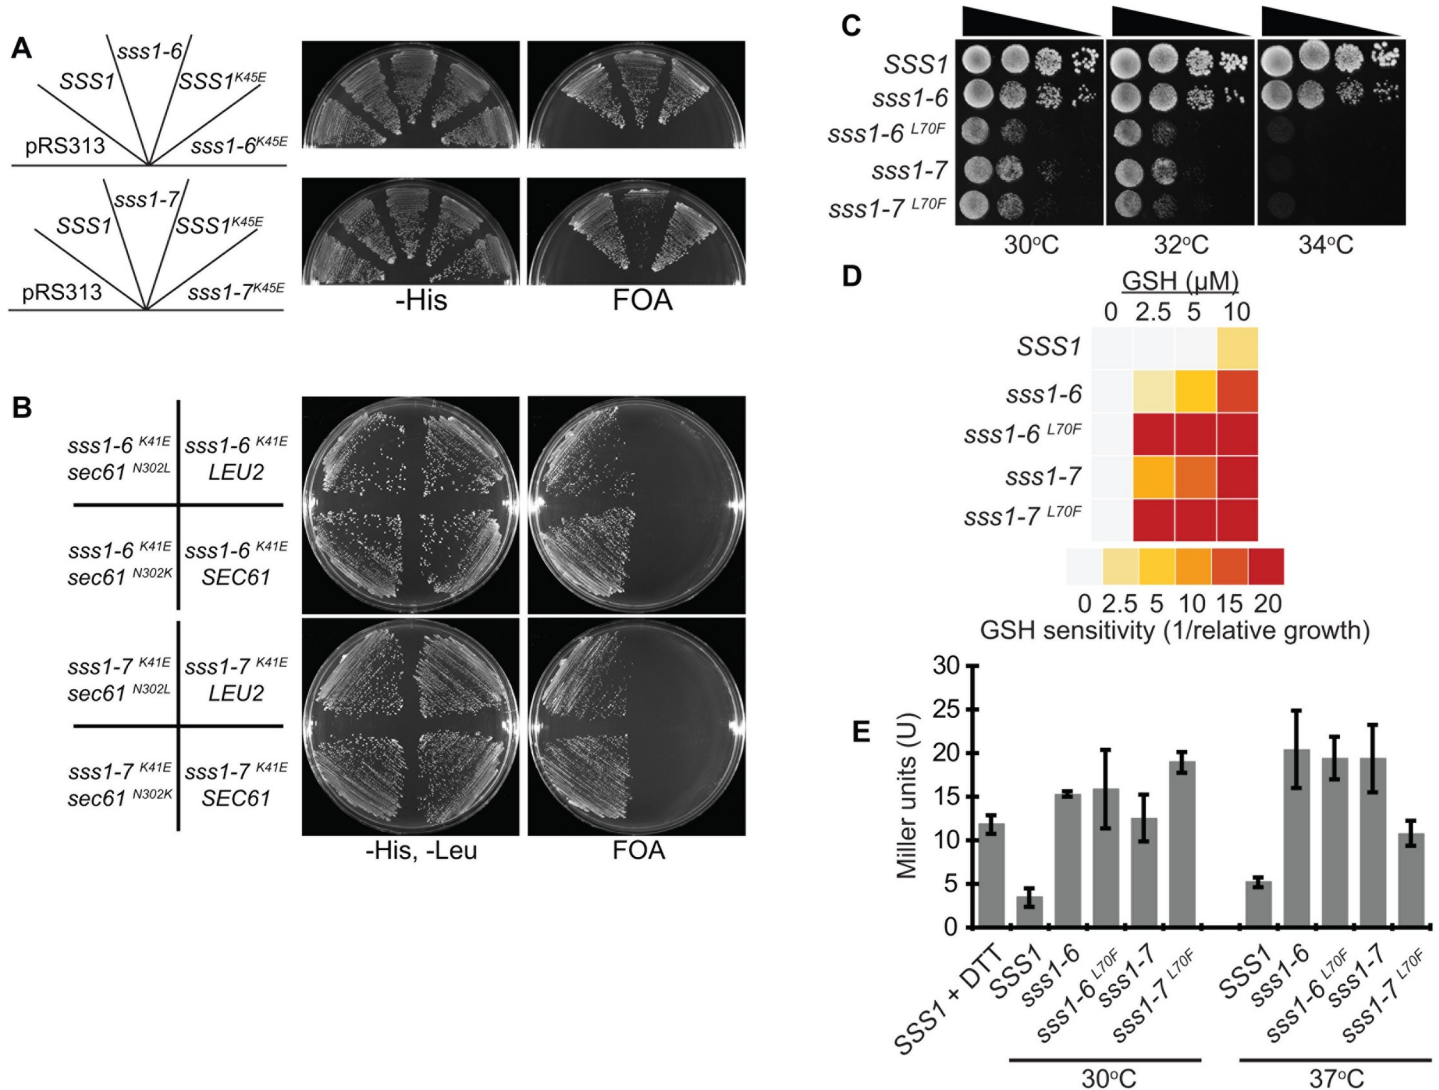 A
sss1-6
SSS1 SSS1K45E
pRS313 sss1-6K45E
sss1-7
SSS1 SSS1K45E
pRS313 sss1-7K45E
-His FOA
B
sss1-6 K41E sss1-6 K41E
sec61 N302L LEU2
sss1-6 K41E sss1-6 K41E
sec61 N302K SEC61
sss1-7 K41E sss1-7 K41E
sec61 N302L LEU2
sss1-7 K41E sss1-7 K41E
sec61 N302K SEC61
-His, -Leu FOA
C
SSS1
sss1-6
sss1-6 L70F
sss1-7
sss1-7 L70F
30oC 32oC 34oC
D
GSH (µM)
0 2.5 5 10
SSS1
sss1-6
sss1-6 L70F
sss1-7
sss1-7 L70F
0 2.5 5 10 15 20
GSH sensitivity (1/relative growth)
E
Miller units (U)
30
25
20
15
10
5
0
SSS1 + DTT
SSS1
sss1-6
sss1-6 L70F
sss1-7
sss1-7 L70F
SSS1
sss1-6
sss1-6 L70F
sss1-7
sss1-7 L70F
30oC 37oC